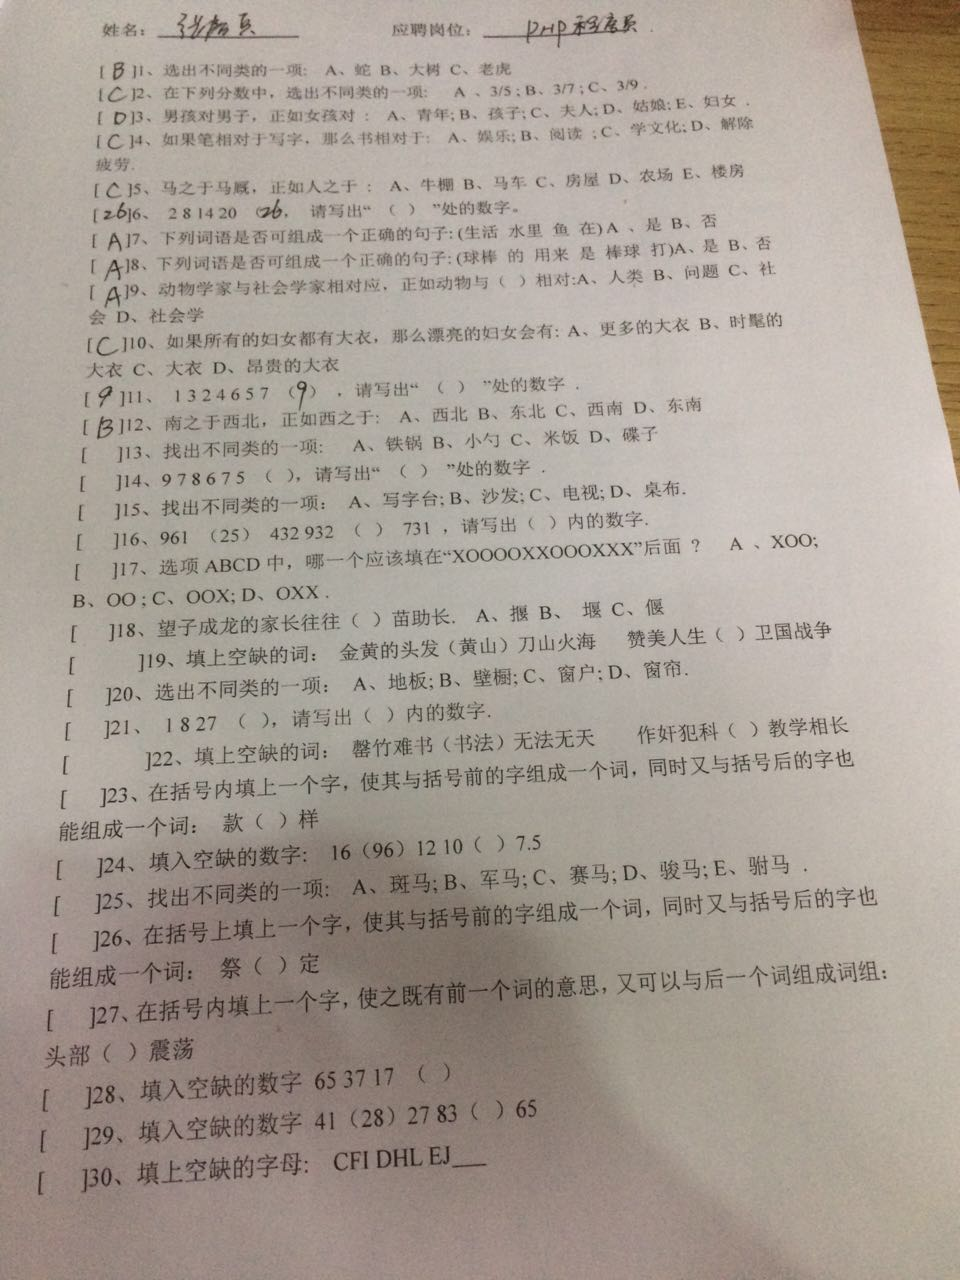 姓名： 应聘岗位： PHP程序员
[ B ]1、选出不同类的一项： A、蛇 B、大树 C、老虎
[ C ]2、在下列分数中，选出不同类的一项： A 、3/5 ; B、3/7 ; C、3/9 .
[ D ]3、男孩对男子，正如女孩对 ： A、青年; B、孩子; C、夫人; D、姑娘; E、妇女 .
[ C ]4、如果笔相对于写字，那么书相对于: A、娱乐; B、阅读 ; C、学文化; D、解除
疲劳.
[ C ]5、马之于马厩，正如人之于 ： A、牛棚 B、马车 C、房屋 D、农场 E、楼房
[26]6、 2 8 14 20 （26， 请写出“（ ）”处的数字。
[ A ]7、下列词语是否可组成一个正确的句子: (生活 水里 鱼 在) A 、是 B、否
[ A ]8、下列词语是否可组成一个正确的句子: (球棒 的 用来 是 棒球 打)A、是 B、否
[ A ]9、动物学家与社会学家相对应，正如动物与（ ）相对:A、人类 B、问题 C、社
会 D、社会学
[C]10、如果所有的妇女都有大衣，那么漂亮的妇女会有: A、更多的大衣 B、时髦的
大衣 C、大衣 D、昂贵的大衣
[ 9 ]11、 1 3 2 4 6 5 7 （9），请写出“（ ）”处的数字 .
[ B ]12、南之于西北，正如西之于: A、西北 B、东北 C、西南 D、东南
[ ]13、找出不同类的一项: A、铁锅 B、小勺 C、米饭 D、碟子
[ ]14、9 7 8 6 7 5 （ ），请写出“（ ）”处的数字 .
[ ]15、找出不同类的一项： A、写字台; B、沙发; C、电视; D、桌布.
[ ]16、961 （25） 432 932 （ ） 731 ，请写出（ ）内的数字.
[ ]17、选项 ABCD 中，哪一个应该填在“XOOOOXXOOOXXX”后面 ？ A 、XOO;
B、OO ; C、OOX; D、OXX .
[ ]18、望子成龙的家长往往（ ）苗助长. A、揠 B、 堰 C、偃
[ ]19、填上空缺的词： 金黄的头发（黄山）刀山火海 赞美人生（ ）卫国战争
[ ]20、选出不同类的一项： A、地板; B、壁橱; C、窗户; D、窗帘.
[ ]21、 1 8 27 （ ），请写出（ ）内的数字.
[ ]22、填上空缺的词： 罄竹难书（书法）无法无天 作奸犯科（ ）教学相长
[ ]23、在括号内填上一个字，使其与括号前的字组成一个词，同时又与括号后的字也
能组成一个词： 款（ ）样
[ ]24、填入空缺的数字: 16（96）12 10（ ）7.5
[ ]25、找出不同类的一项: A、斑马; B、军马; C、赛马; D、骏马; E、驸马 .
[ ]26、在括号上填上一个字，使其与括号前的字组成一个词，同时又与括号后的字也
能组成一个词： 祭（ ）定
[ ]27、在括号内填上一个字，使之既有前一个词的意思，又可以与后一个词组成词组：
头部（ ）震荡
[ ]28、填入空缺的数字 65 37 17 （ ）
[ ]29、填入空缺的数字 41（28）27 83（ ）65
[ ]30、填上空缺的字母: CFI DHL EJ___